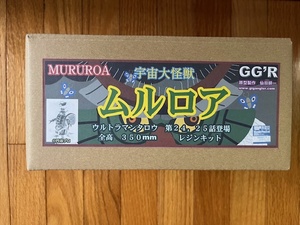 MURUROA
宇宙大怪獣
GG'R
ムルロア
ウルトラマンタロウ 第24,25話登場
全高 350mm レジンキット